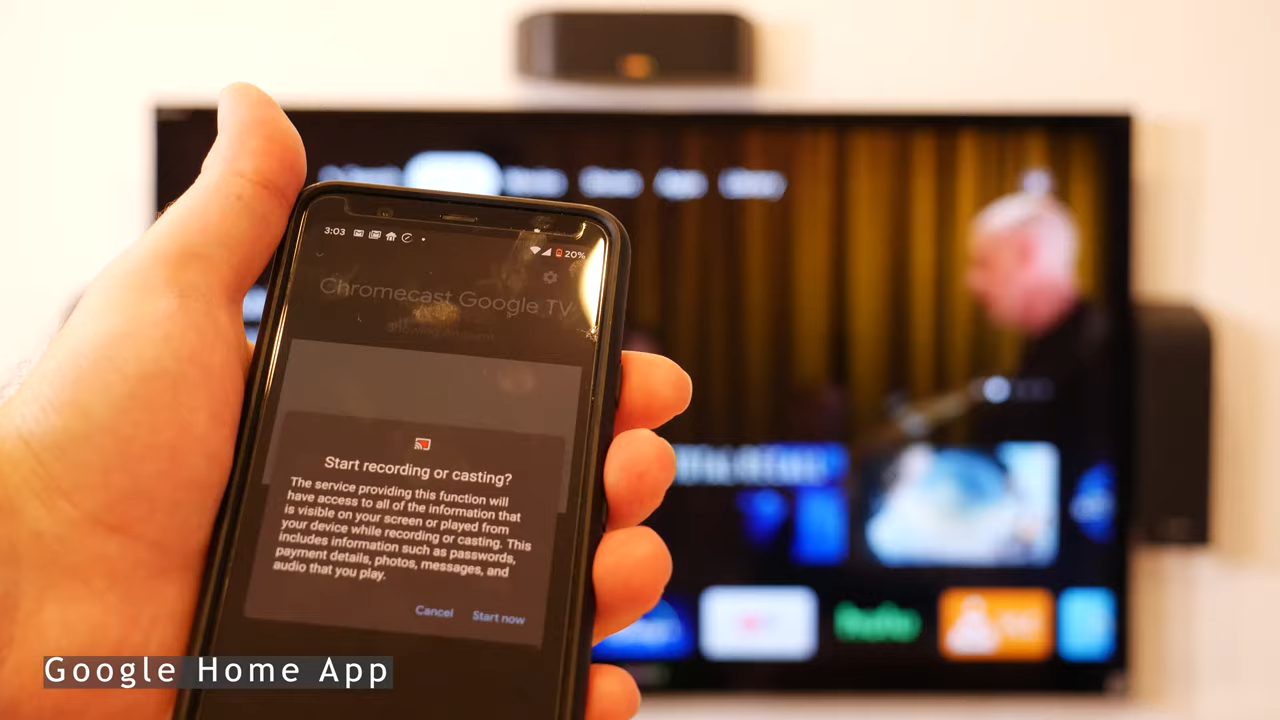 3:03
20%
Chromecast Google TV
Start recording or casting?
The service providing this function will
have access to all of the information that
is visible on your screen or played from
your device while recording or casting. This
includes information such as passwords,
payment details, photos, messages, and
audio that you play.
Cancel
Start now
hulu
Google Home App